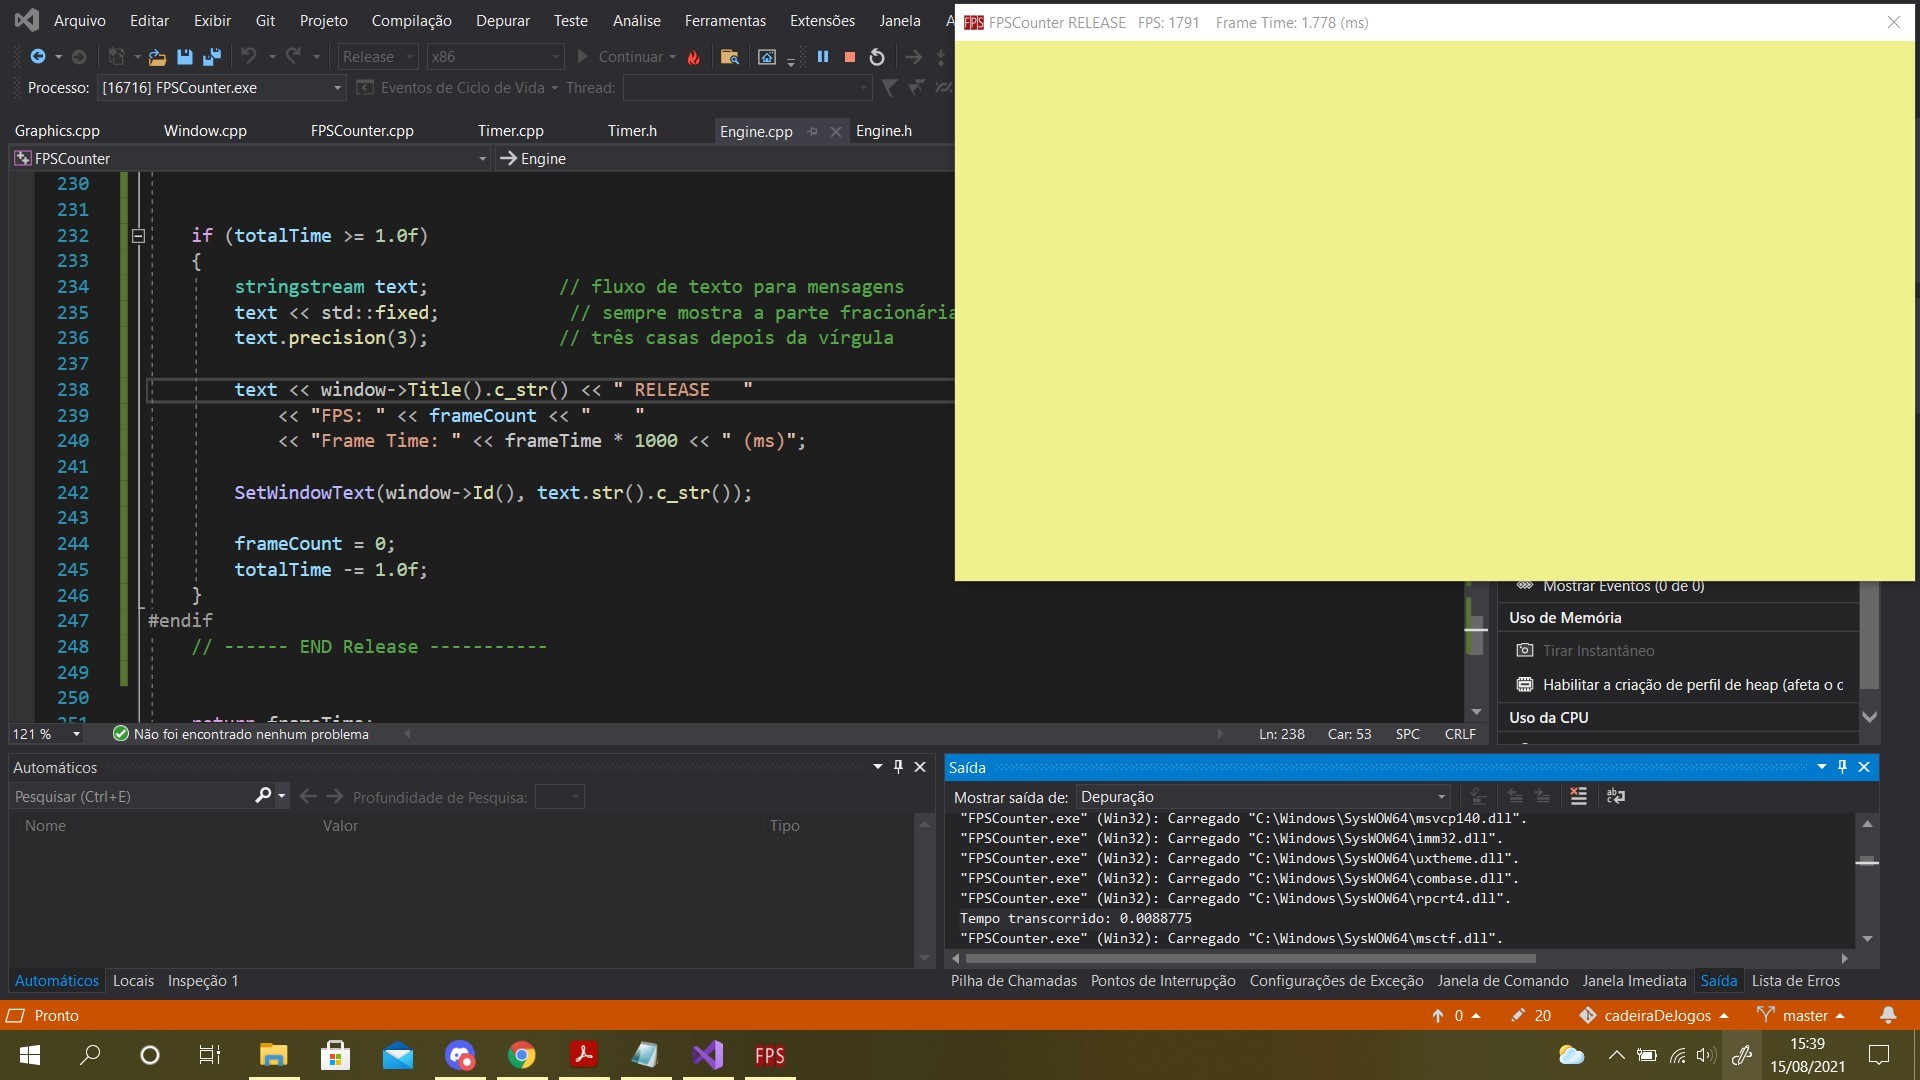 Arquivo Editar Exibir Git Projeto Compilação Depurar Teste Análise Ferramentas Extensões Janela
FPS FPSCounter RELEASE FPS: 1791 Frame Time: 1.778 (ms)
Release x86 Continuar
Processo: [16716] FPSCounter.exe Eventos de Ciclo de Vida Thread:
Graphics.cpp Window.cpp FPSCounter.cpp Timer.cpp Timer.h Engine.cpp Engine.h
FPSCounter Engine
230
231
232 if (totalTime >= 1.0f)
233 {
234 stringstream text; // fluxo de texto para mensagens
235 text << std::fixed; // sempre mostra a parte fracionária
236 text.precision(3); // três casas depois da vírgula
237
238 text << window->Title().c_str() << " RELEASE   "
239 << "FPS: " << frameCount << "    "
240 << "Frame Time: " << frameTime * 1000 << " (ms)";
241
242 SetWindowText(window->Id(), text.str().c_str());
243
244 frameCount = 0;
245 totalTime -= 1.0f;
246 }
247 #endif
248 // ------ END Release -----------
249
250
251 return frameTime;
Mostrar Eventos (0 de 0)
Uso de Memória
Tirar Instantâneo
Habilitar a criação de perfil de heap (afeta o
Uso da CPU
121 % Não foi encontrado nenhum problema Ln: 238 Car: 53 SPC CRLF
Automáticos
Pesquisar (Ctrl+E) Profundidade de Pesquisa:
Nome Valor Tipo
Automáticos Locais Inspeção 1
Saída
Mostrar saída de: Depuração
"FPSCounter.exe" (Win32): Carregado "C:\Windows\SysWOW64\msvcp140.dll".
"FPSCounter.exe" (Win32): Carregado "C:\Windows\SysWOW64\imm32.dll".
"FPSCounter.exe" (Win32): Carregado "C:\Windows\SysWOW64\uxtheme.dll".
"FPSCounter.exe" (Win32): Carregado "C:\Windows\SysWOW64\combase.dll".
"FPSCounter.exe" (Win32): Carregado "C:\Windows\SysWOW64\rpcrt4.dll".
Tempo transcorrido: 0.0088775
"FPSCounter.exe" (Win32): Carregado "C:\Windows\SysWOW64\msctf.dll".
Pilha de Chamadas Pontos de Interrupção Configurações de Exceção Janela de Comando Janela Imediata Saída Lista de Erros
Pronto 0 20 cadeiraDeJogos master
FPS 15:39
15/08/2021